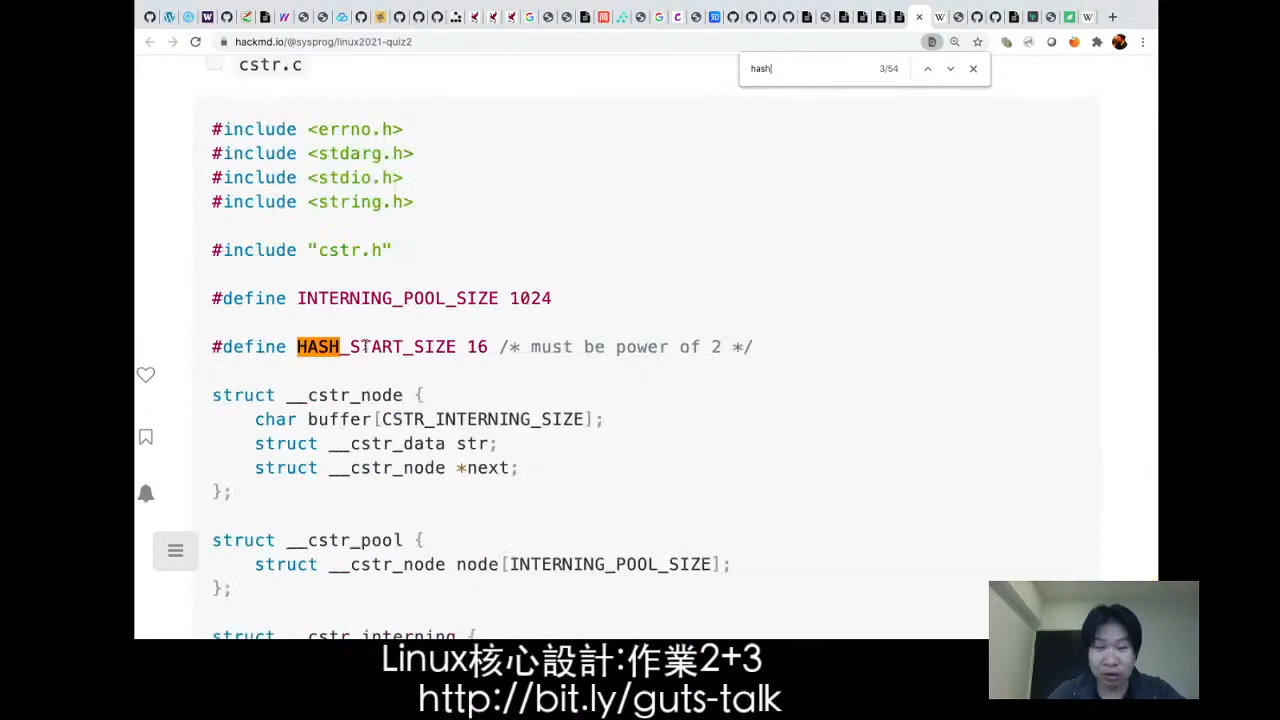 hackmd.io/@sysprog/linux2021-quiz2
hash
3/54
cstr.c
#include <errno.h>
#include <stdarg.h>
#include <stdio.h>
#include <string.h>
#include "cstr.h"
#define INTERNING_POOL_SIZE 1024
#define HASH_START_SIZE 16 /* must be power of 2 */
struct __cstr_node {
char buffer[CSTR_INTERNING_SIZE];
struct __cstr_data str;
struct __cstr_node *next;
};
struct __cstr_pool {
struct __cstr_node node[INTERNING_POOL_SIZE];
};
struct __cstr_interning {
Linux核心設計:作業2+3
http://bit.ly/guts-talk